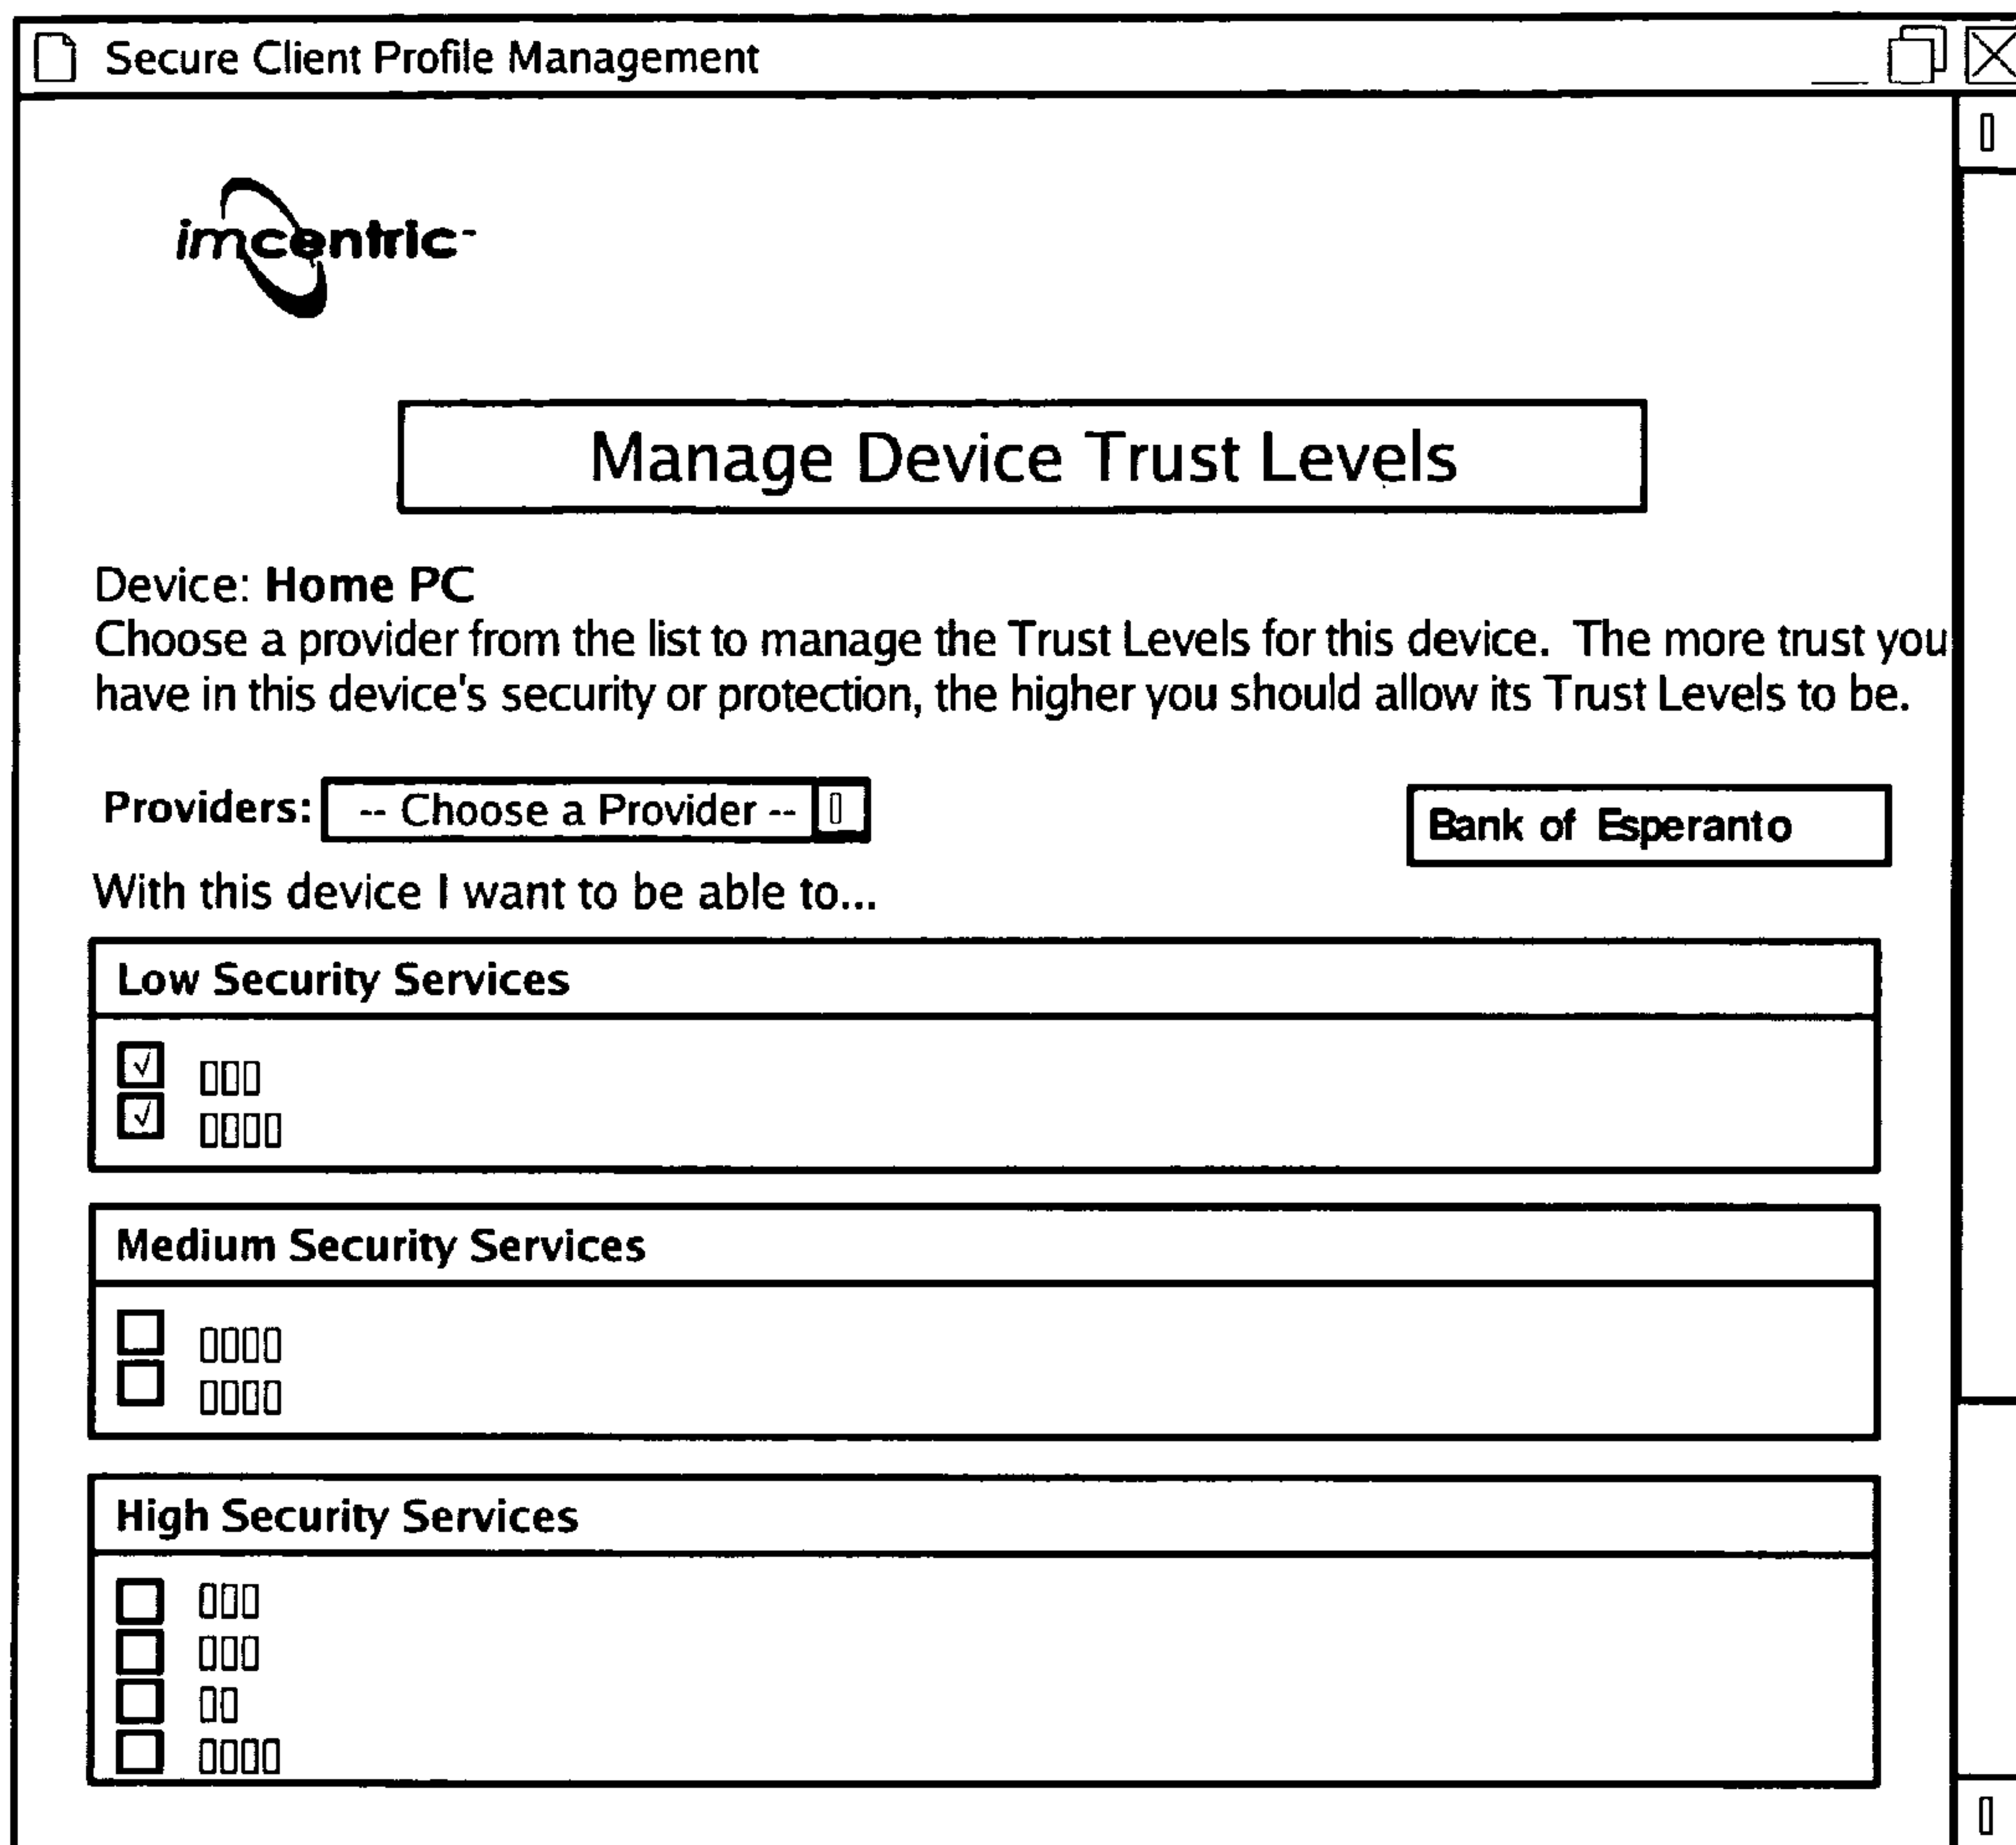 Secure Client Profile Management
imcentric
Manage Device Trust Levels
Device: Home PC
Choose a provider from the list to manage the Trust Levels for this device. The more trust you
have in this device's security or protection, the higher you should allow its Trust Levels to be.
Providers: -- Choose a Provider --
Bank of Esperanto
With this device I want to be able to...
Low Security Services
Medium Security Services
High Security Services